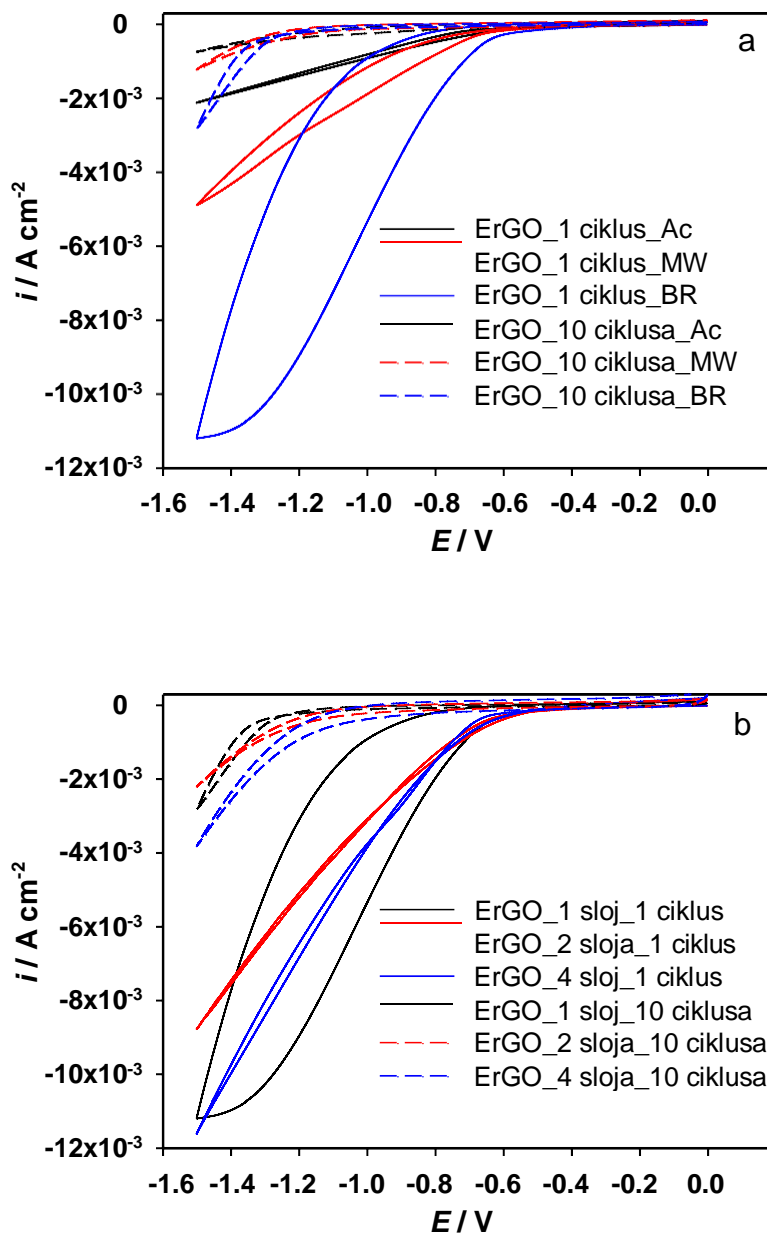 a
0
-2x10-3
-4x10-3
-6x10-3
-8x10-3
-10x10-3
-12x10-3
i / A cm-2
ErGO_1 ciklus_Ac
ErGO_1 ciklus_MW
ErGO_1 ciklus_BR
ErGO_10 ciklusa_Ac
ErGO_10 ciklusa_MW
ErGO_10 ciklusa_BR
-1.6 -1.4 -1.2 -1.0 -0.8 -0.6 -0.4 -0.2 0.0
E / V
b
0
-2x10-3
-4x10-3
-6x10-3
-8x10-3
-10x10-3
-12x10-3
i / A cm-2
ErGO_1 sloj_1 ciklus
ErGO_2 sloja_1 ciklus
ErGO_4 sloj_1 ciklus
ErGO_1 sloj_10 ciklusa
ErGO_2 sloja_10 ciklusa
ErGO_4 sloja_10 ciklusa
-1.6 -1.4 -1.2 -1.0 -0.8 -0.6 -0.4 -0.2 0.0
E / V